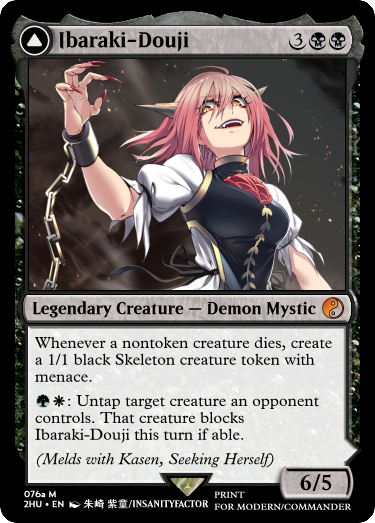 Ibaraki-Douji 3
Legendary Creature — Demon Mystic
Whenever a nontoken creature dies, create
a 1/1 black Skeleton creature token with
menace.
: Untap target creature an opponent
controls. That creature blocks
Ibaraki-Douji this turn if able.
(Melds with Kasen, Seeking Herself)
6/5
076a M
2HU • EN 朱崎 紫童/INSANITYFACTOR
PRINT
FOR MODERN/COMMANDER